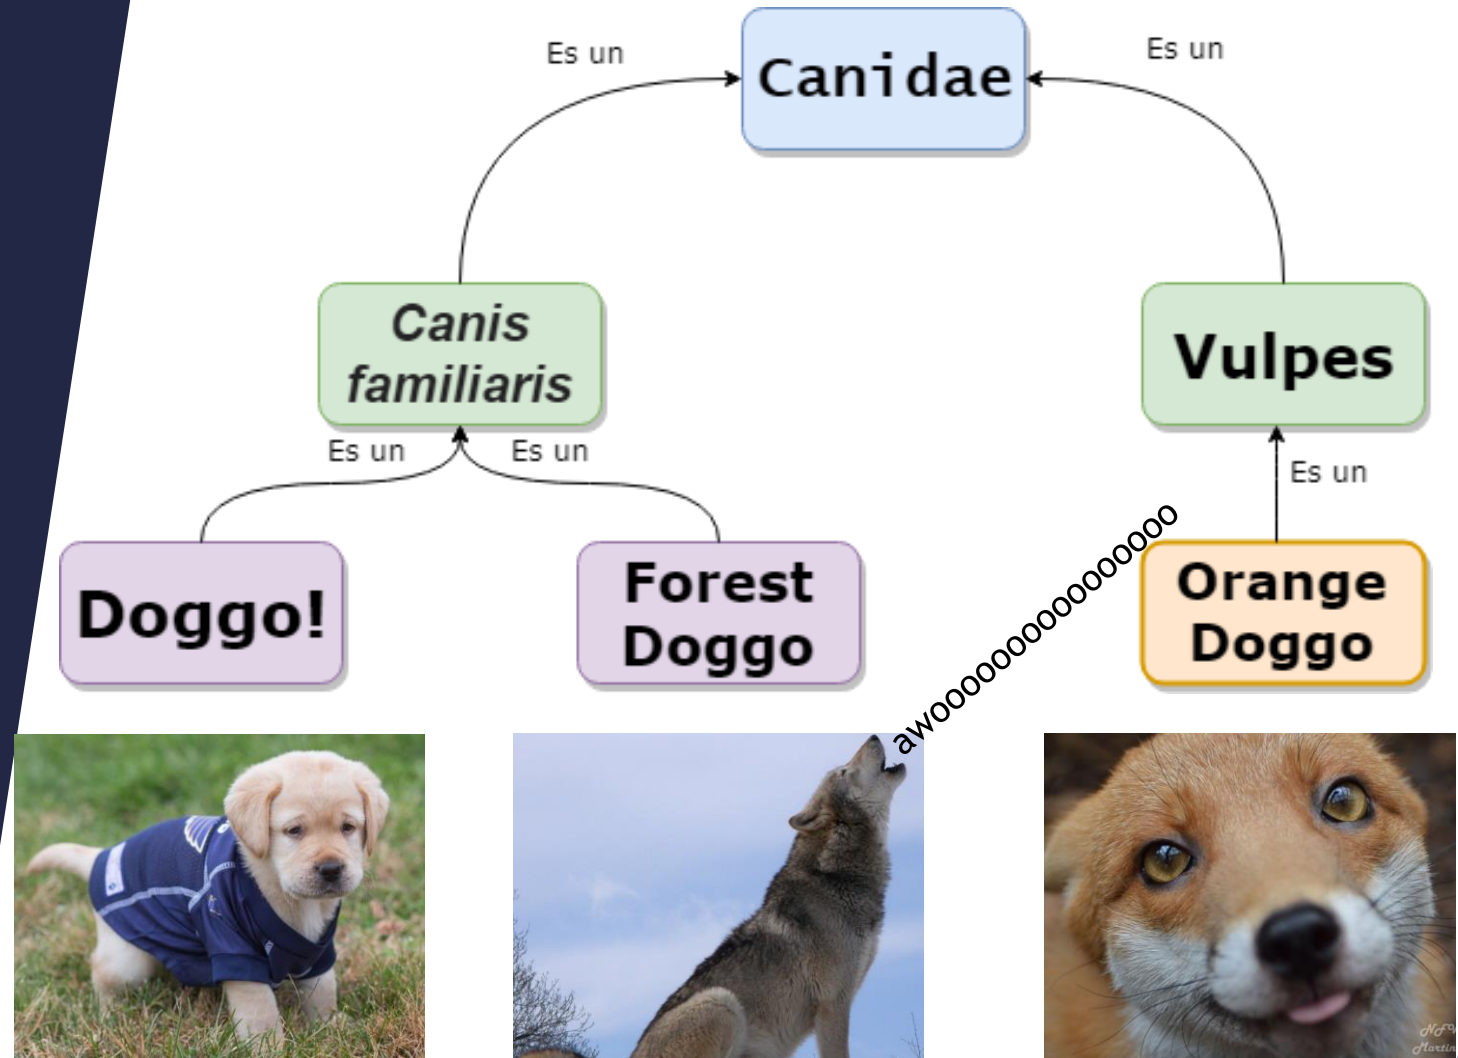 Es un
Canidae
Es un
Canis
familiaris
Vulpes
Es un
Es un
Es un
Doggo!
Forest
Doggo
Orange
Doggo